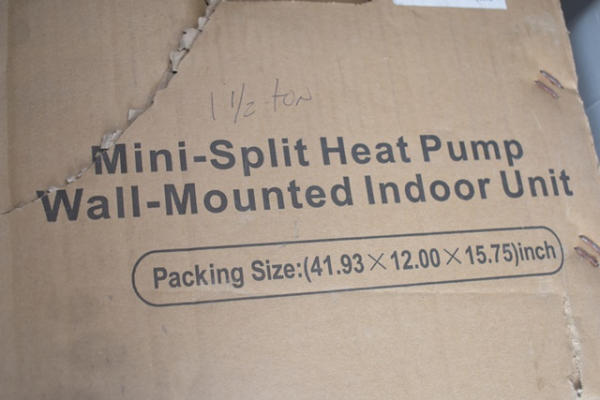 1 1/2 ton
Mini-Split Heat Pump
Wall-Mounted Indoor Unit
Packing Size:(41.93×12.00×15.75)inch